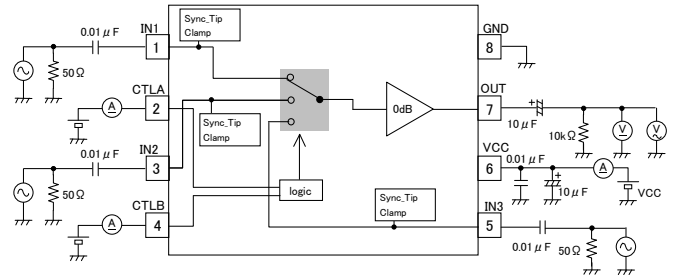 Sync_Tip
Clamp
IN1
1
0.01μF
50Ω
CTLA
2
A
IN2
3
0.01μF
50Ω
CTLB
4
A
Sync_Tip
Clamp
logic
0dB
Sync_Tip
Clamp
GND
8
OUT
7
+
10μF
10kΩ
V
V
VCC
6
0.01μF
+
10μF
A
VCC
IN3
5
0.01μF
50Ω